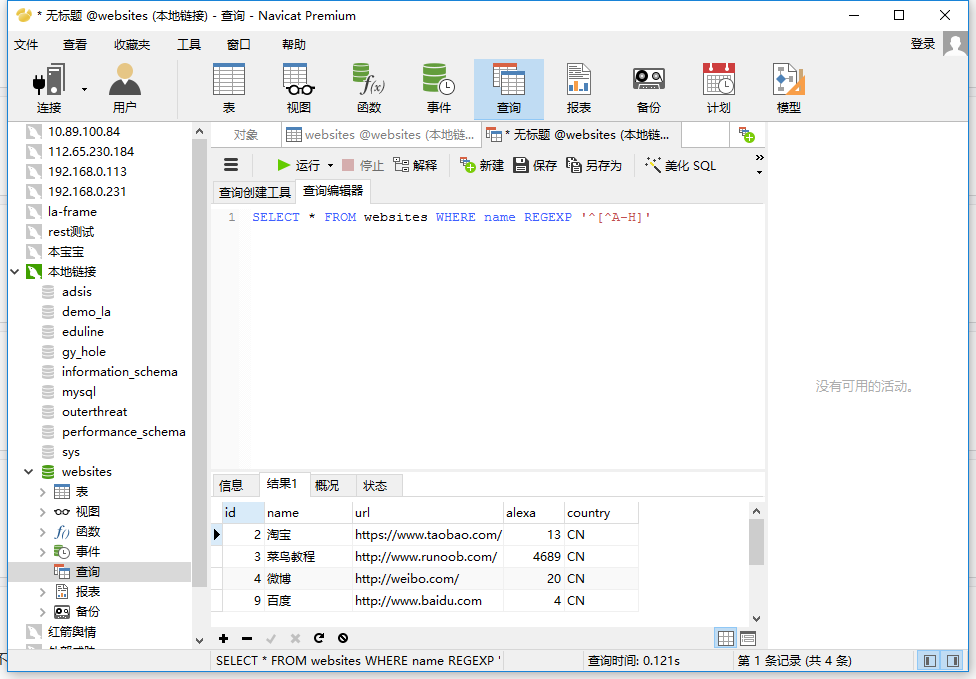 * 无标题 @websites (本地链接) - 查询 - Navicat Premium
文件 查看 收藏夹 工具 窗口 帮助 登录
连接 用户 表 视图 函数 事件 查询 报表 备份 计划 模型
10.89.100.84
112.65.230.184
192.168.0.113
192.168.0.231
la-frame
rest测试
本宝宝
本地链接
adsis
demo_la
eduline
gy_hole
information_schema
mysql
outerthreat
performance_schema
sys
websites
表
视图
函数
事件
查询
报表
备份
红箭舆情
对象 websites @websites (本地链... * 无标题 @websites (本地链...
运行 停止 解释 新建 保存 另存为 美化 SQL
查询创建工具 查询编辑器
1 SELECT * FROM websites WHERE name REGEXP '^[^A-H]'
没有可用的活动。
信息 结果1 概况 状态
id name url alexa country
2 淘宝 https://www.taobao.com/ 13 CN
3 菜鸟教程 http://www.runoob.com/ 4689 CN
4 微博 http://weibo.com/ 20 CN
9 百度 http://www.baidu.com 4 CN
SELECT * FROM websites WHERE name REGEXP ' 查询时间: 0.121s 第 1 条记录 (共 4 条)